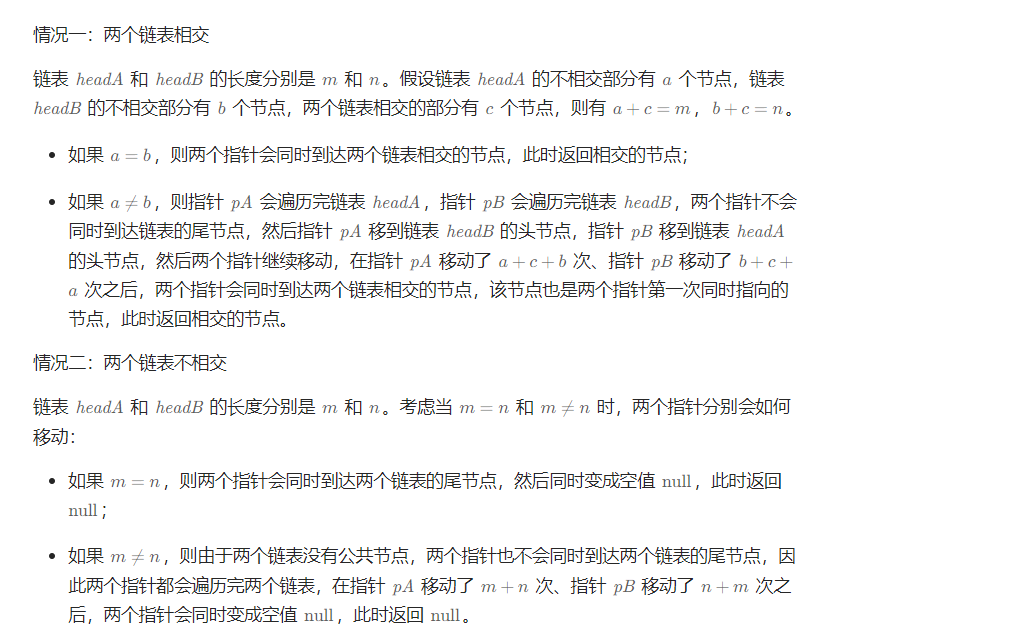 情况一：两个链表相交
链表 headA 和 headB 的长度分别是 m 和 n。假设链表 headA 的不相交部分有 a 个节点，链表
headB 的不相交部分有 b 个节点，两个链表相交的部分有 c 个节点，则有 a + c = m，b + c = n。
• 如果 a = b，则两个指针会同时到达两个链表相交的节点，此时返回相交的节点；
• 如果 a ≠ b，则指针 pA 会遍历完链表 headA，指针 pB 会遍历完链表 headB，两个指针不会
同时到达链表的尾节点，然后指针 pA 移到链表 headB 的头节点，指针 pB 移到链表 headA
的头节点，然后两个指针继续移动，在指针 pA 移动了 a + c + b 次、指针 pB 移动了 b + c +
a 次之后，两个指针会同时到达两个链表相交的节点，该节点也是两个指针第一次同时指向的
节点，此时返回相交的节点。
情况二：两个链表不相交
链表 headA 和 headB 的长度分别是 m 和 n。考虑当 m = n 和 m ≠ n 时，两个指针分别会如何
移动：
• 如果 m = n，则两个指针会同时到达两个链表的尾节点，然后同时变成空值 null，此时返回
null；
• 如果 m ≠ n，则由于两个链表没有公共节点，两个指针也不会同时到达两个链表的尾节点，因
此两个指针都会遍历完两个链表，在指针 pA 移动了 m + n 次、指针 pB 移动了 n + m 次之
后，两个指针会同时变成空值 null，此时返回 null。